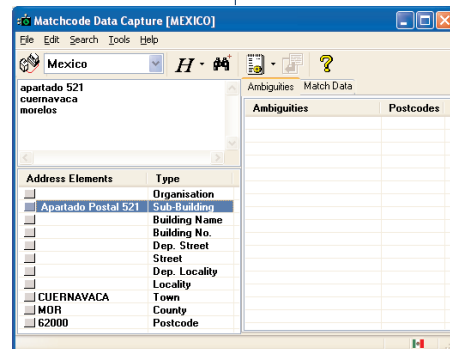 Matchcode Data Capture [MEXICO]
File Edit Search Tools Help
Mexico H
apartado 521
cuernavaca
morelos
Ambiguities Match Data
Ambiguities Postcodes
Address Elements Type
Organisation
Apartado Postal 521 Sub-Building
Building Name
Building No.
Dep. Street
Street
Dep. Locality
Locality
CUERNAVACA Town
MOR County
62000 Postcode